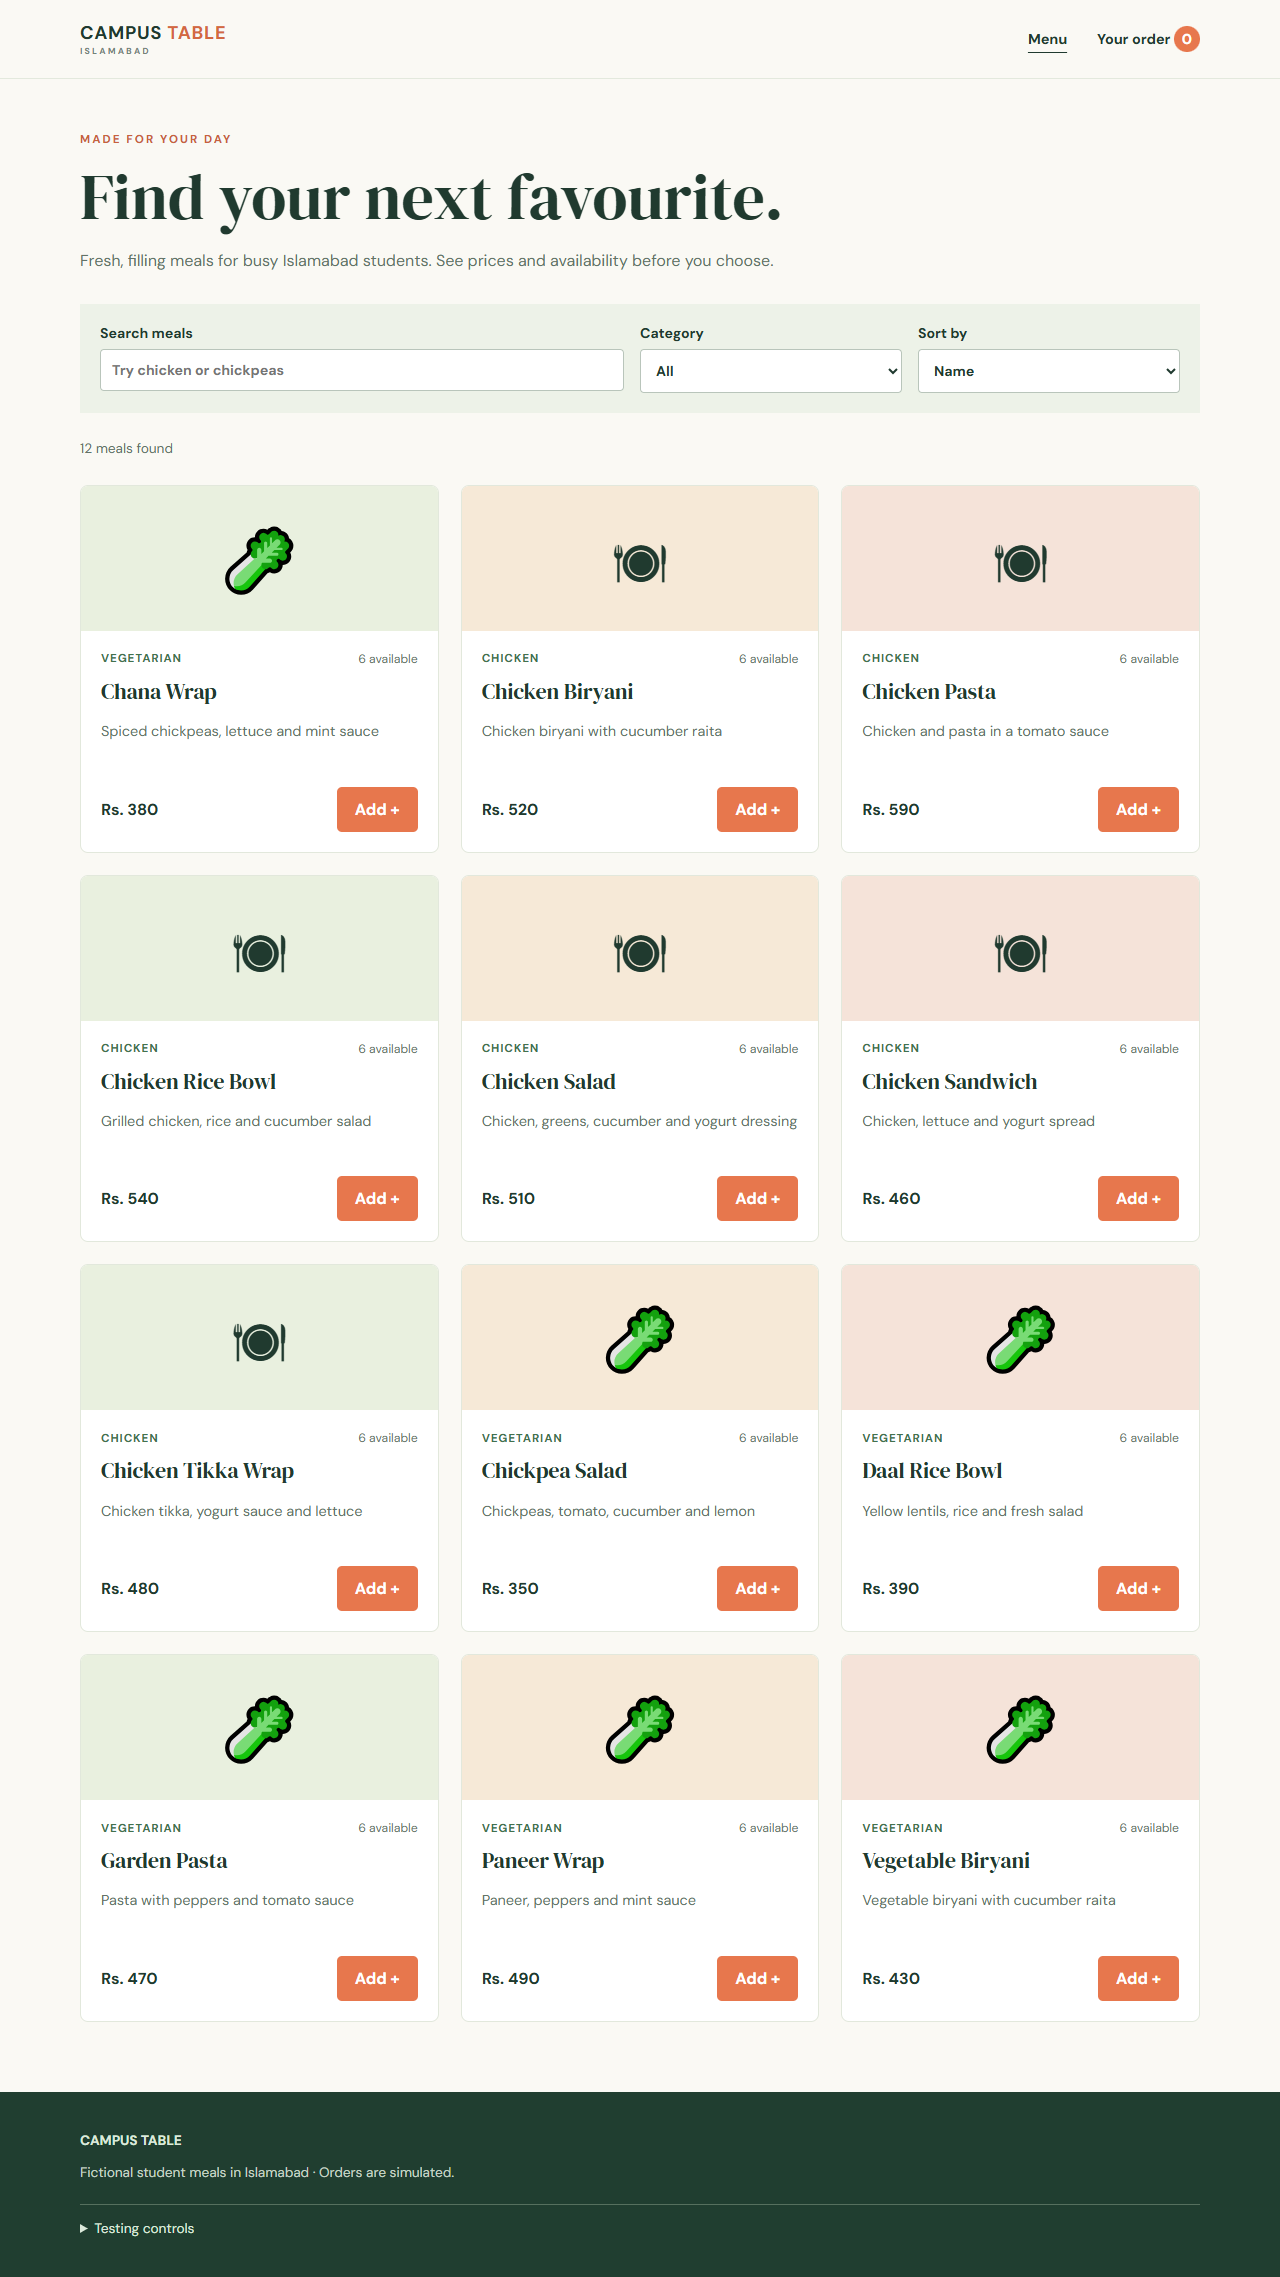 CAMPUS TABLE
ISLAMABAD
Menu
Your order 0
MADE FOR YOUR DAY
Find your next favourite.
Fresh, filling meals for busy Islamabad students. See prices and availability before you choose.
Search meals
Try chicken or chickpeas
Category
All
Sort by
Name
12 meals found
VEGETARIAN
6 available
Chana Wrap
Spiced chickpeas, lettuce and mint sauce
Rs. 380
Add +
CHICKEN
6 available
Chicken Biryani
Chicken biryani with cucumber raita
Rs. 520
Add +
CHICKEN
6 available
Chicken Pasta
Chicken and pasta in a tomato sauce
Rs. 590
Add +
CHICKEN
6 available
Chicken Rice Bowl
Grilled chicken, rice and cucumber salad
Rs. 540
Add +
CHICKEN
6 available
Chicken Salad
Chicken, greens, cucumber and yogurt dressing
Rs. 510
Add +
CHICKEN
6 available
Chicken Sandwich
Chicken, lettuce and yogurt spread
Rs. 460
Add +
CHICKEN
6 available
Chicken Tikka Wrap
Chicken tikka, yogurt sauce and lettuce
Rs. 480
Add +
VEGETARIAN
6 available
Chickpea Salad
Chickpeas, tomato, cucumber and lemon
Rs. 350
Add +
VEGETARIAN
6 available
Daal Rice Bowl
Yellow lentils, rice and fresh salad
Rs. 390
Add +
VEGETARIAN
6 available
Garden Pasta
Pasta with peppers and tomato sauce
Rs. 470
Add +
VEGETARIAN
6 available
Paneer Wrap
Paneer, peppers and mint sauce
Rs. 490
Add +
VEGETARIAN
6 available
Vegetable Biryani
Vegetable biryani with cucumber raita
Rs. 430
Add +
CAMPUS TABLE
Fictional student meals in Islamabad · Orders are simulated.
Testing controls